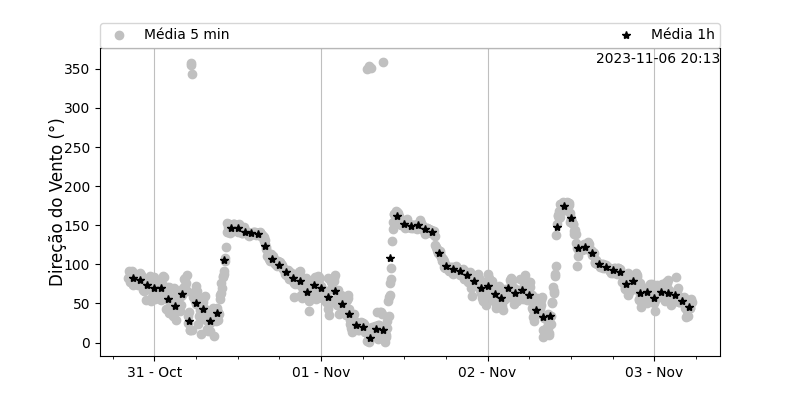 Média 5 min
Média 1h
2023-11-06 20:13
Direção do Vento (°)
350
300
250
200
150
100
50
0
31 - Oct
01 - Nov
02 - Nov
03 - Nov